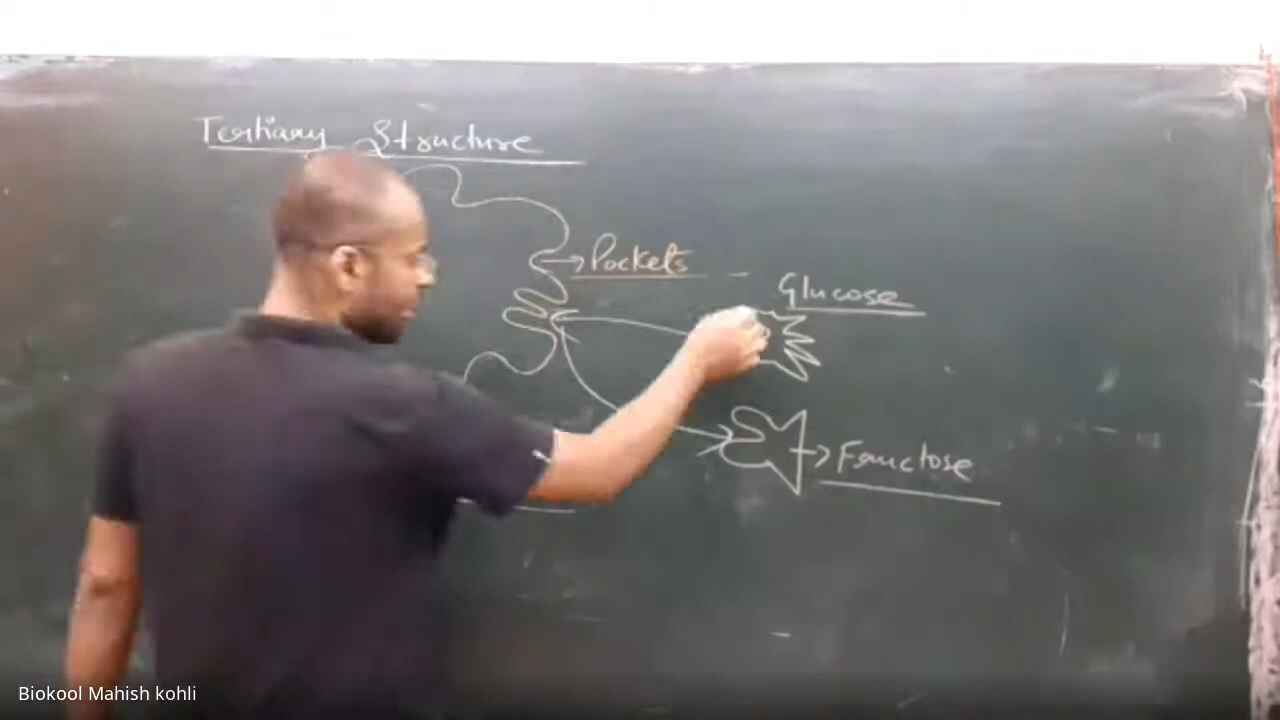 Tertiary Structure
Pockets
Glucose
Fructose
Biokool Mahish kohli